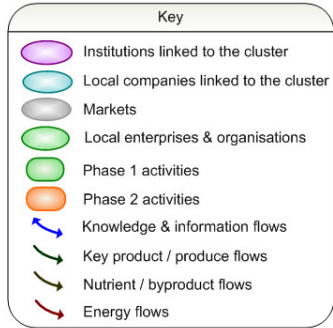 Key
Institutions linked to the cluster
Local companies linked to the cluster
Markets
Local enterprises & organisations
Phase 1 activities
Phase 2 activities
Knowledge & information flows
Key product / produce flows
Nutrient / byproduct flows
Energy flows